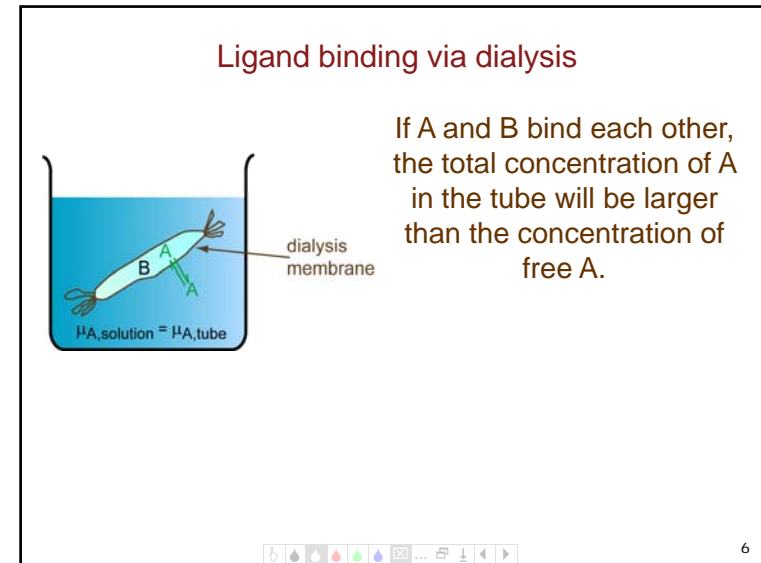 Ligand binding via dialysis
If A and B bind each other,
the total concentration of A
in the tube will be larger
than the concentration of
free A.
A
B
A
dialysis
membrane
μA,solution = μA,tube
6